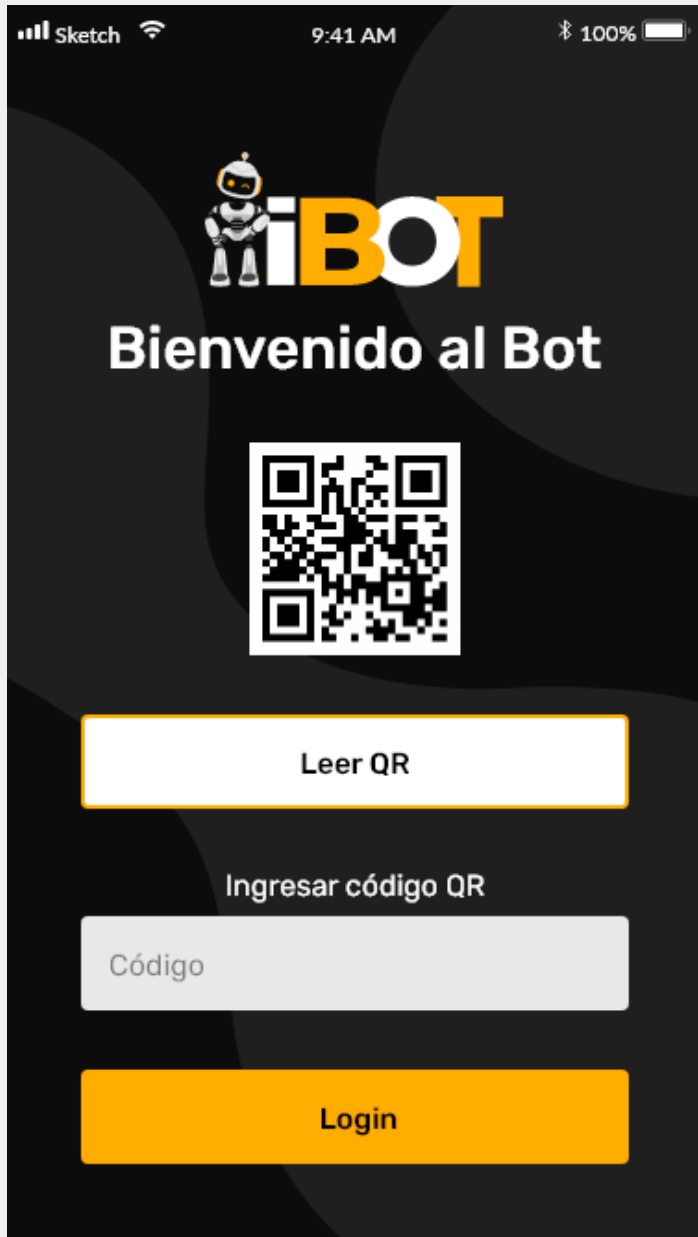 Sketch 9:41 AM 100%
iBOT
Bienvenido al Bot
Leer QR
Ingresar código QR
Código
Login